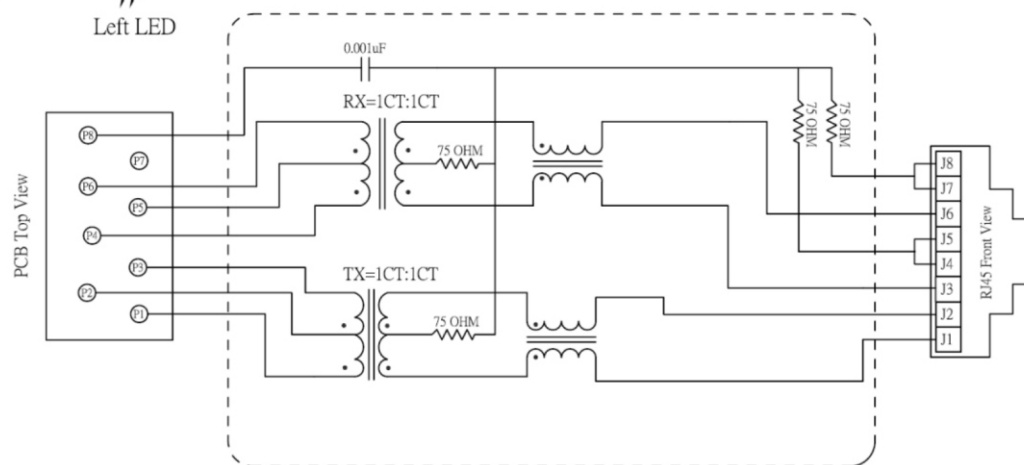 Left LED
0.001uF
RX=1CT:1CT
75 OHM
75 OHM
75 OHM
P8
P7
P6
P5
P4
P3
P2
P1
PCB Top View
TX=1CT:1CT
75 OHM
J8
J7
J6
J5
J4
J3
J2
J1
RJ45 Front View